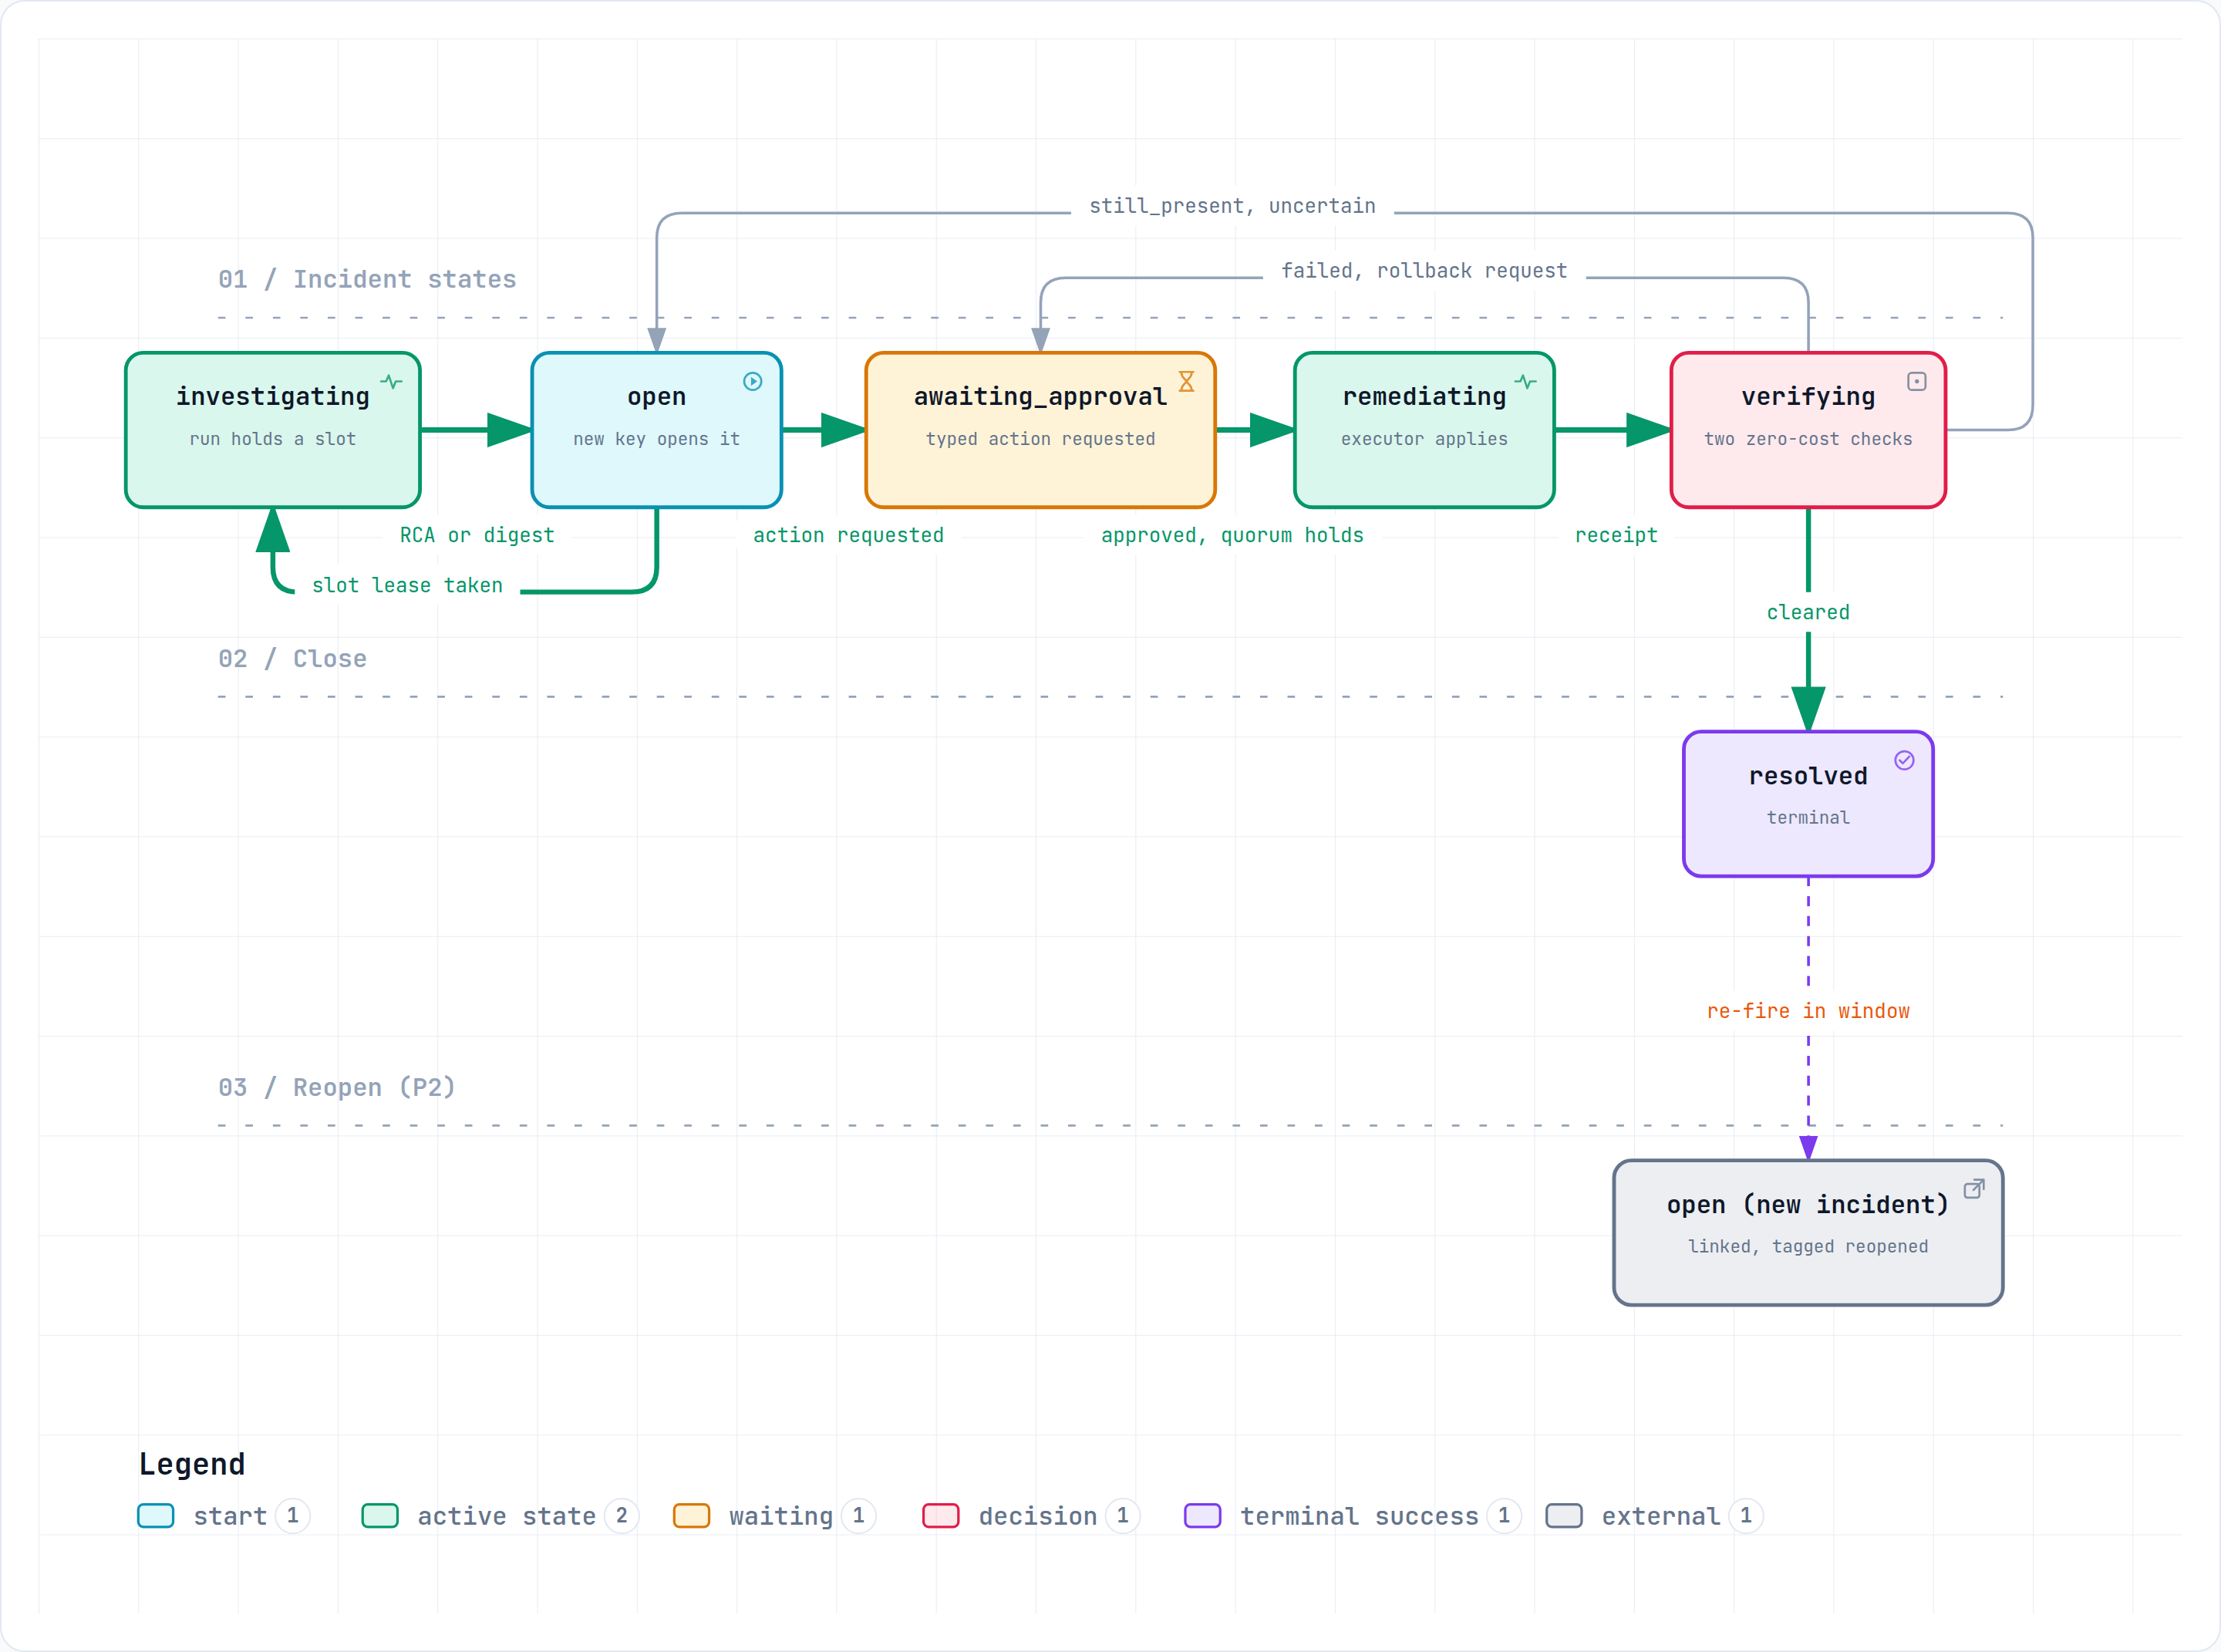 still_present, uncertain
failed, rollback request
01 / Incident states
investigating
run holds a slot
open
new key opens it
awaiting_approval
typed action requested
remediating
executor applies
verifying
two zero-cost checks
RCA or digest
action requested
approved, quorum holds
receipt
slot lease taken
cleared
02 / Close
resolved
terminal
re-fire in window
03 / Reopen (P2)
open (new incident)
linked, tagged reopened
Legend
start 1
active state 2
waiting 1
decision 1
terminal success 1
external 1